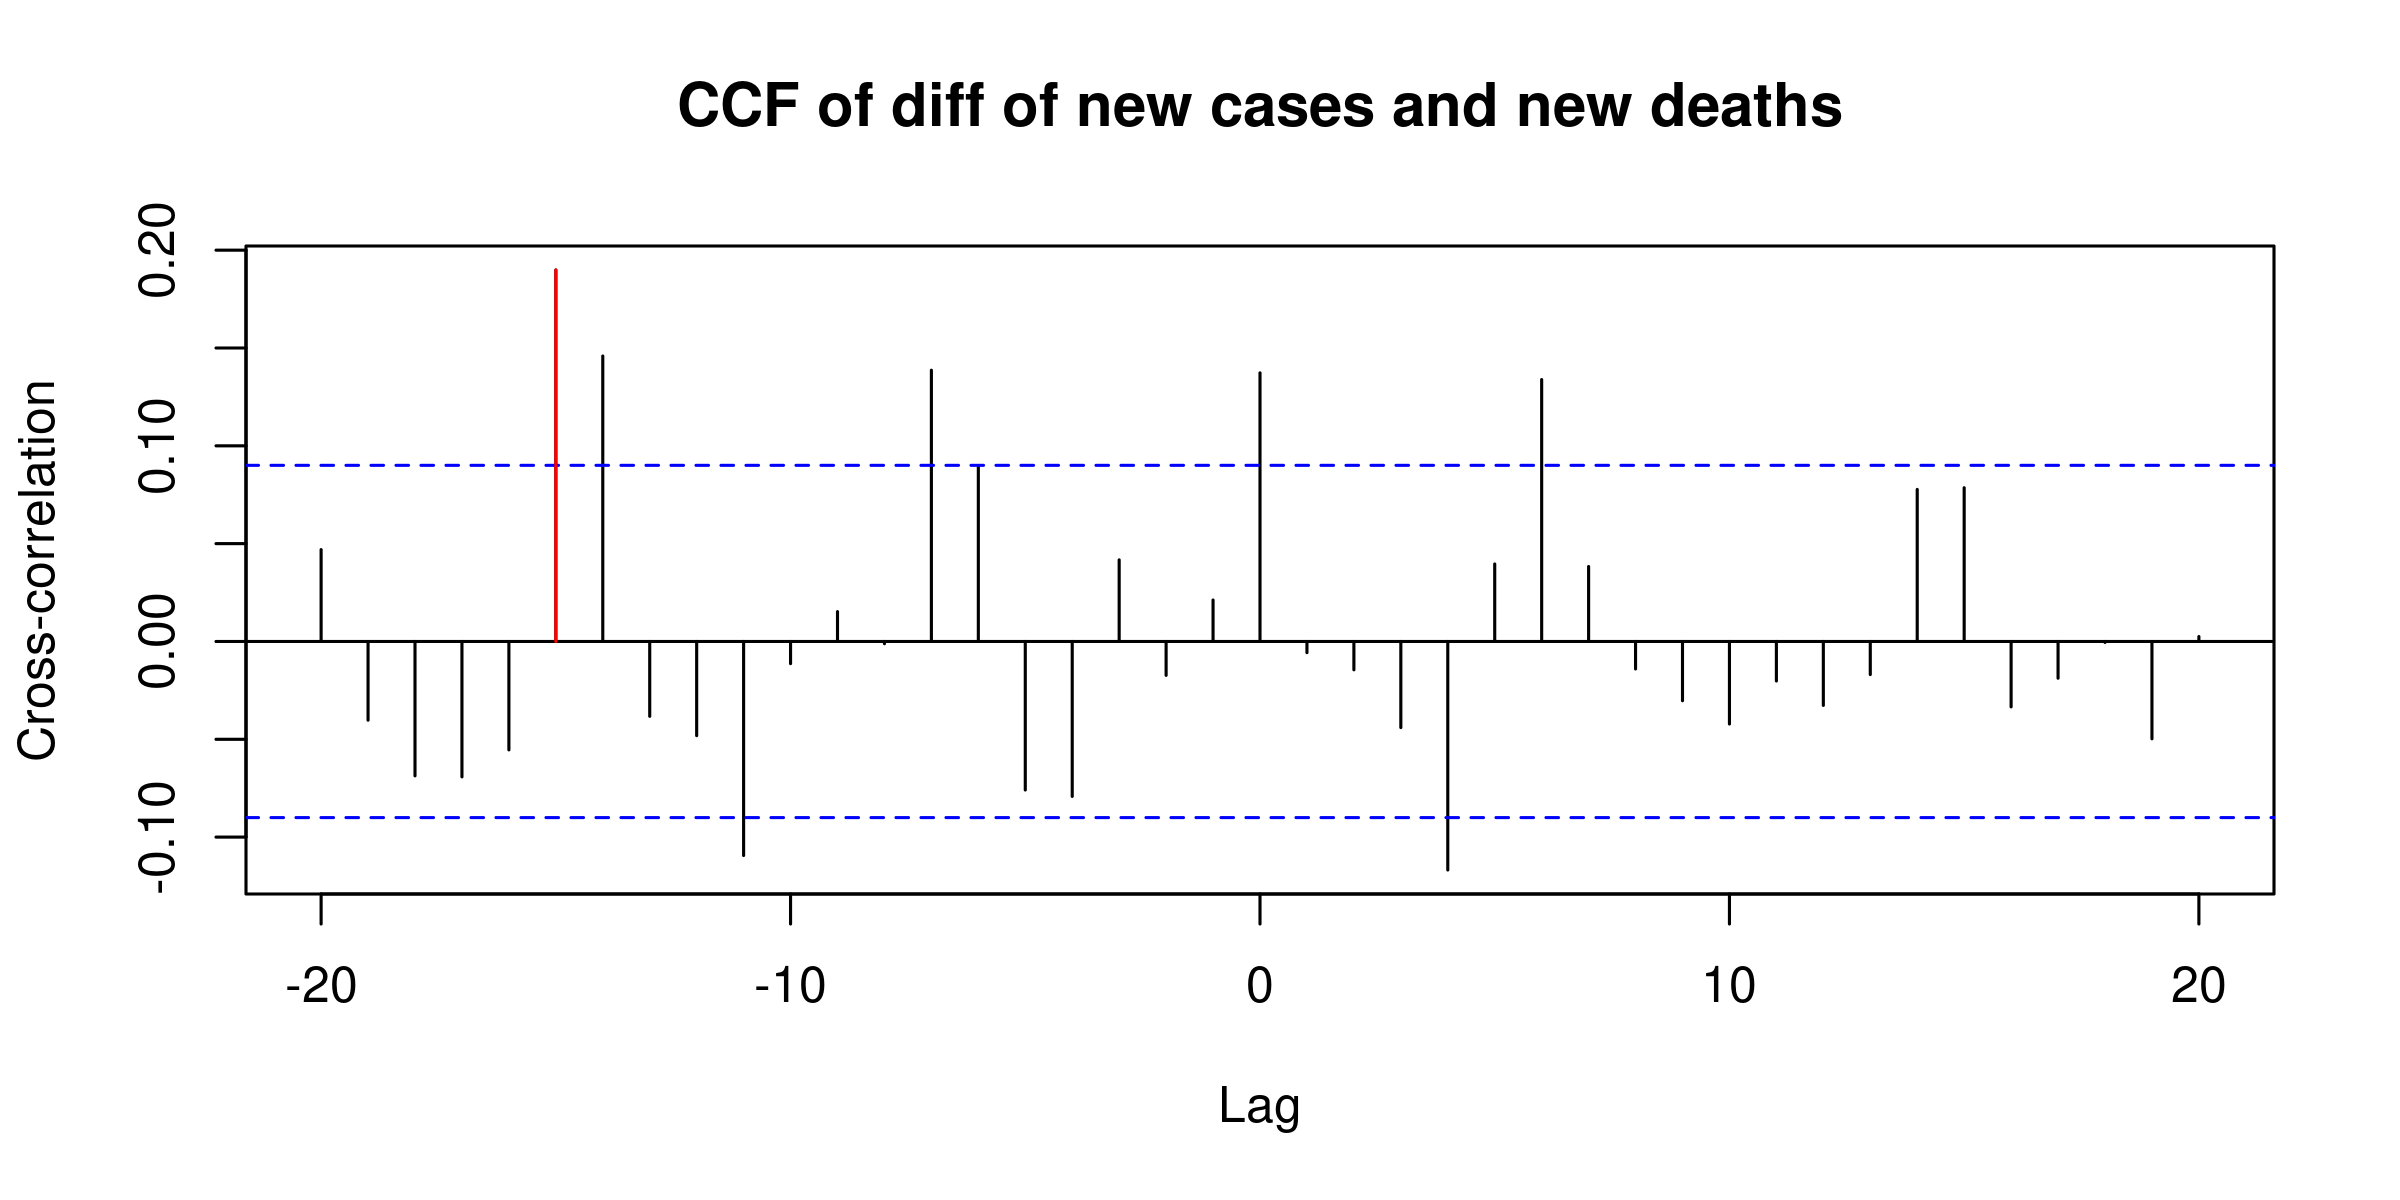 CCF of diff of new cases and new deaths
Cross-correlation
0.20
0.10
0.00
-0.10
-20 -10 0 10 20
Lag